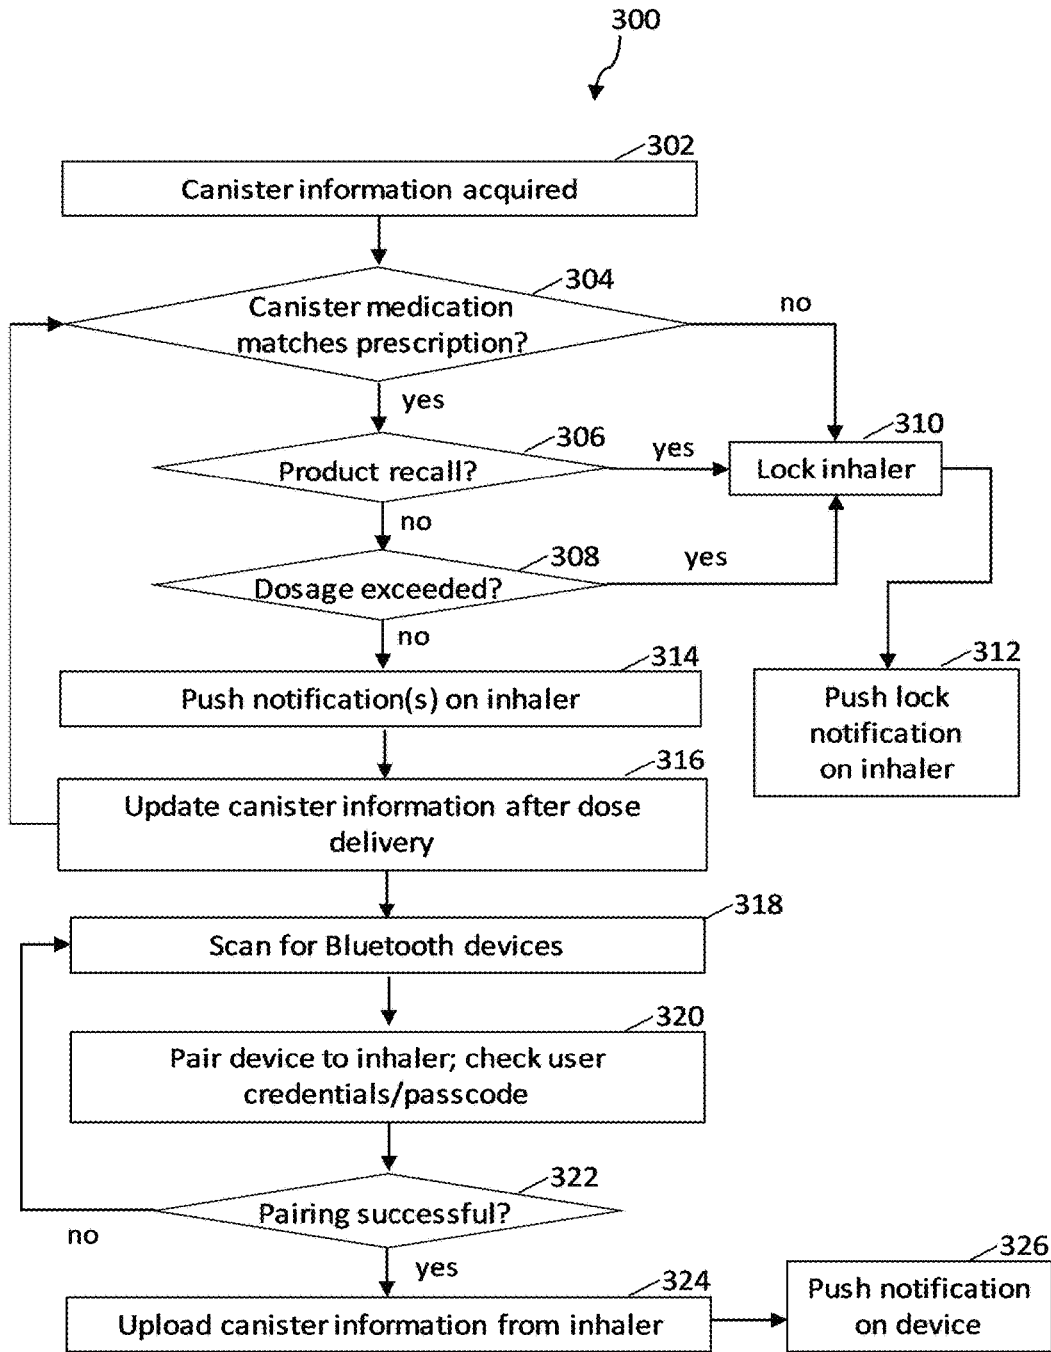 300
302
Canister information acquired
304
Canister medication
matches prescription?
no
yes
306
Product recall?
yes
310
Lock inhaler
no
308
Dosage exceeded?
yes
no
314
Push notification(s) on inhaler
312
Push lock
notification
on inhaler
316
Update canister information after dose
delivery
318
Scan for Bluetooth devices
320
Pair device to inhaler; check user
credentials/passcode
322
Pairing successful?
no
yes
324
Upload canister information from inhaler
326
Push notification
on device